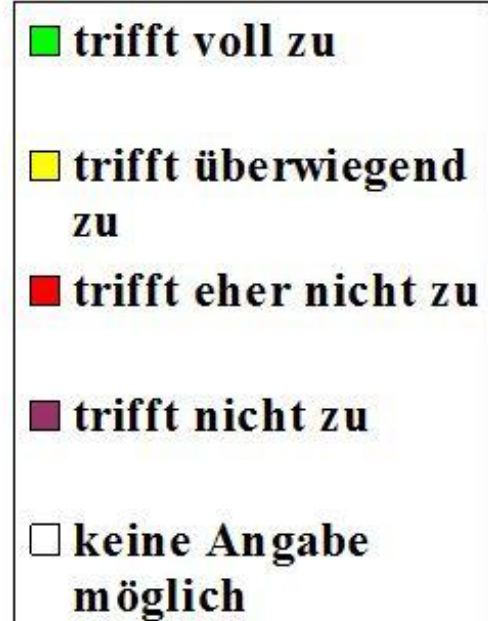 trifft voll zu
trifft überwiegend
zu
trifft eher nicht zu
trifft nicht zu
keine Angabe
möglich